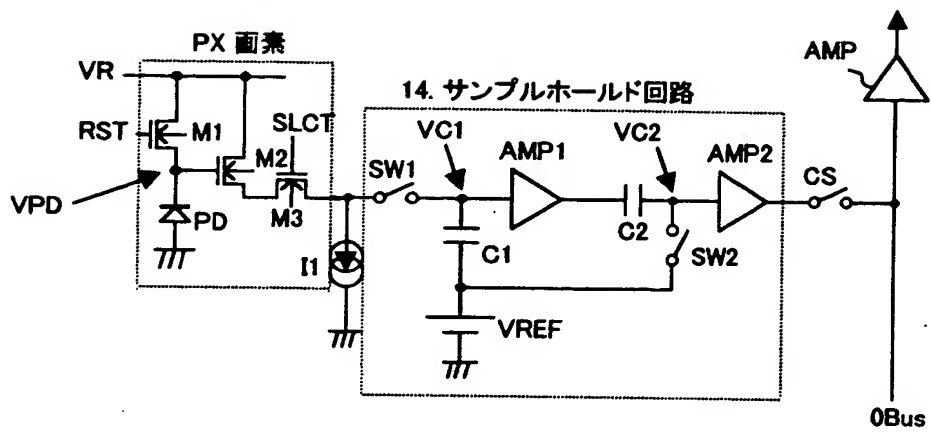 PX 画素
VR
RST
M1
SLCT
M2
M3
VPD
PD
I1
14. サンプルホールド回路
SW1
VC1
AMP1
C1
C2
VC2
AMP2
SW2
VREF
CS
AMP
0Bus